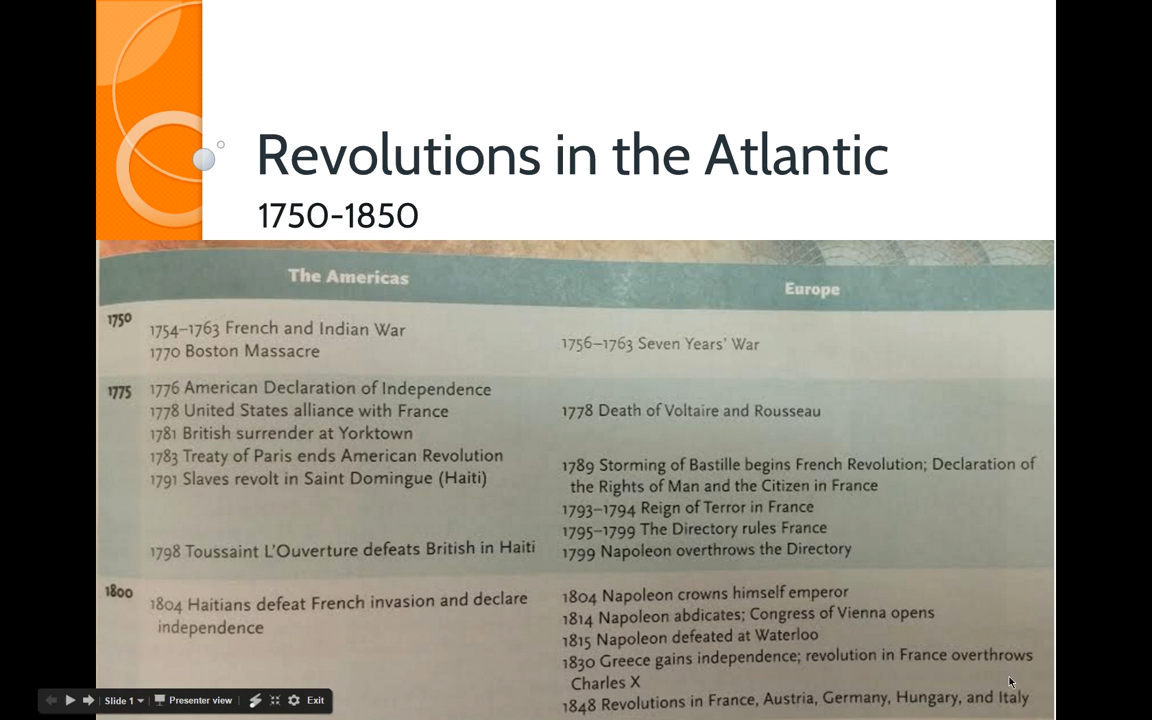 Revolutions in the Atlantic
1750-1850
The Americas
Europe
1750
1754–1763 French and Indian War
1770 Boston Massacre
1756–1763 Seven Years' War
1775
1776 American Declaration of Independence
1778 United States alliance with France
1781 British surrender at Yorktown
1783 Treaty of Paris ends American Revolution
1791 Slaves revolt in Saint Domingue (Haiti)
1798 Toussaint L'Ouverture defeats British in Haiti
1778 Death of Voltaire and Rousseau
1789 Storming of Bastille begins French Revolution; Declaration of
the Rights of Man and the Citizen in France
1793–1794 Reign of Terror in France
1795–1799 The Directory rules France
1799 Napoleon overthrows the Directory
1800
1804 Haitians defeat French invasion and declare
independence
1804 Napoleon crowns himself emperor
1814 Napoleon abdicates; Congress of Vienna opens
1815 Napoleon defeated at Waterloo
1830 Greece gains independence; revolution in France overthrows
Charles X
1848 Revolutions in France, Austria, Germany, Hungary, and Italy
Slide 1
Presenter view
Exit